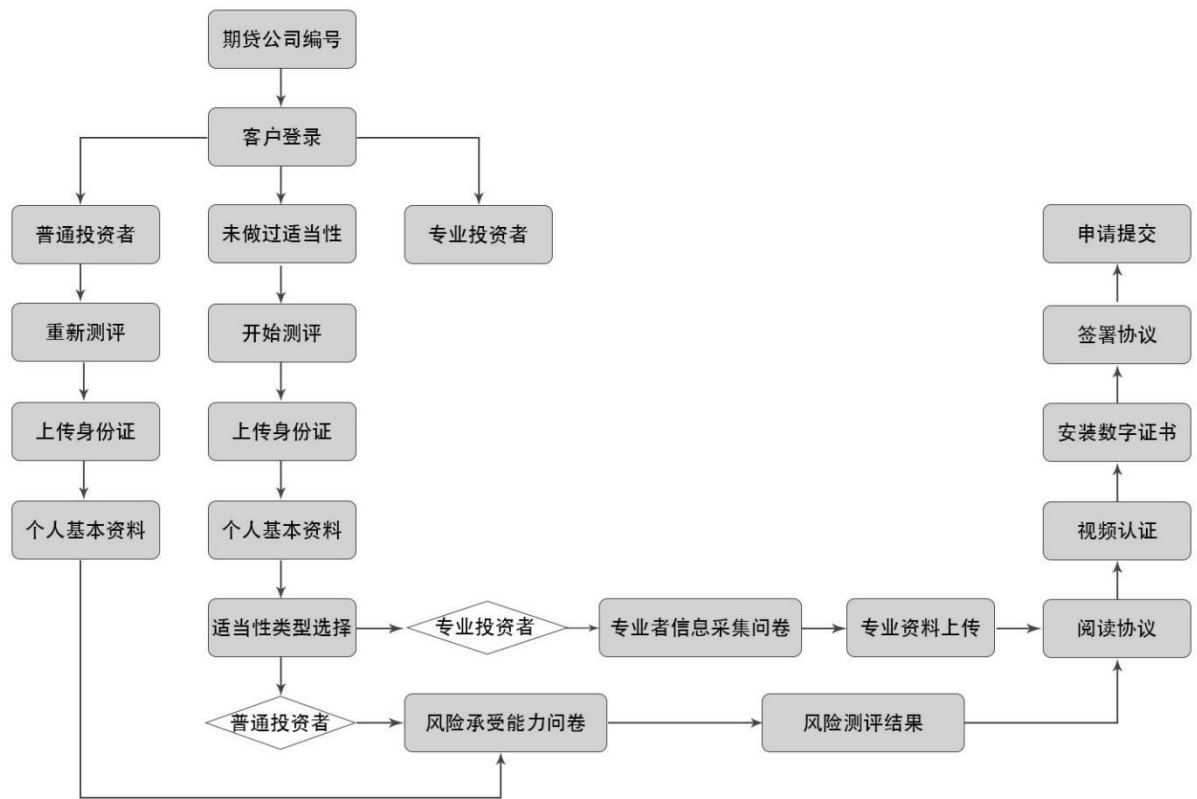 期贷公司编号
客户登录
普通投资者
未做过适当性
专业投资者
申请提交
重新测评
开始测评
签署协议
上传身份证
上传身份证
安装数字证书
个人基本资料
个人基本资料
视频认证
适当性类型选择
专业投资者
专业者信息采集问卷
专业资料上传
阅读协议
普通投资者
风险承受能力问卷
风险测评结果